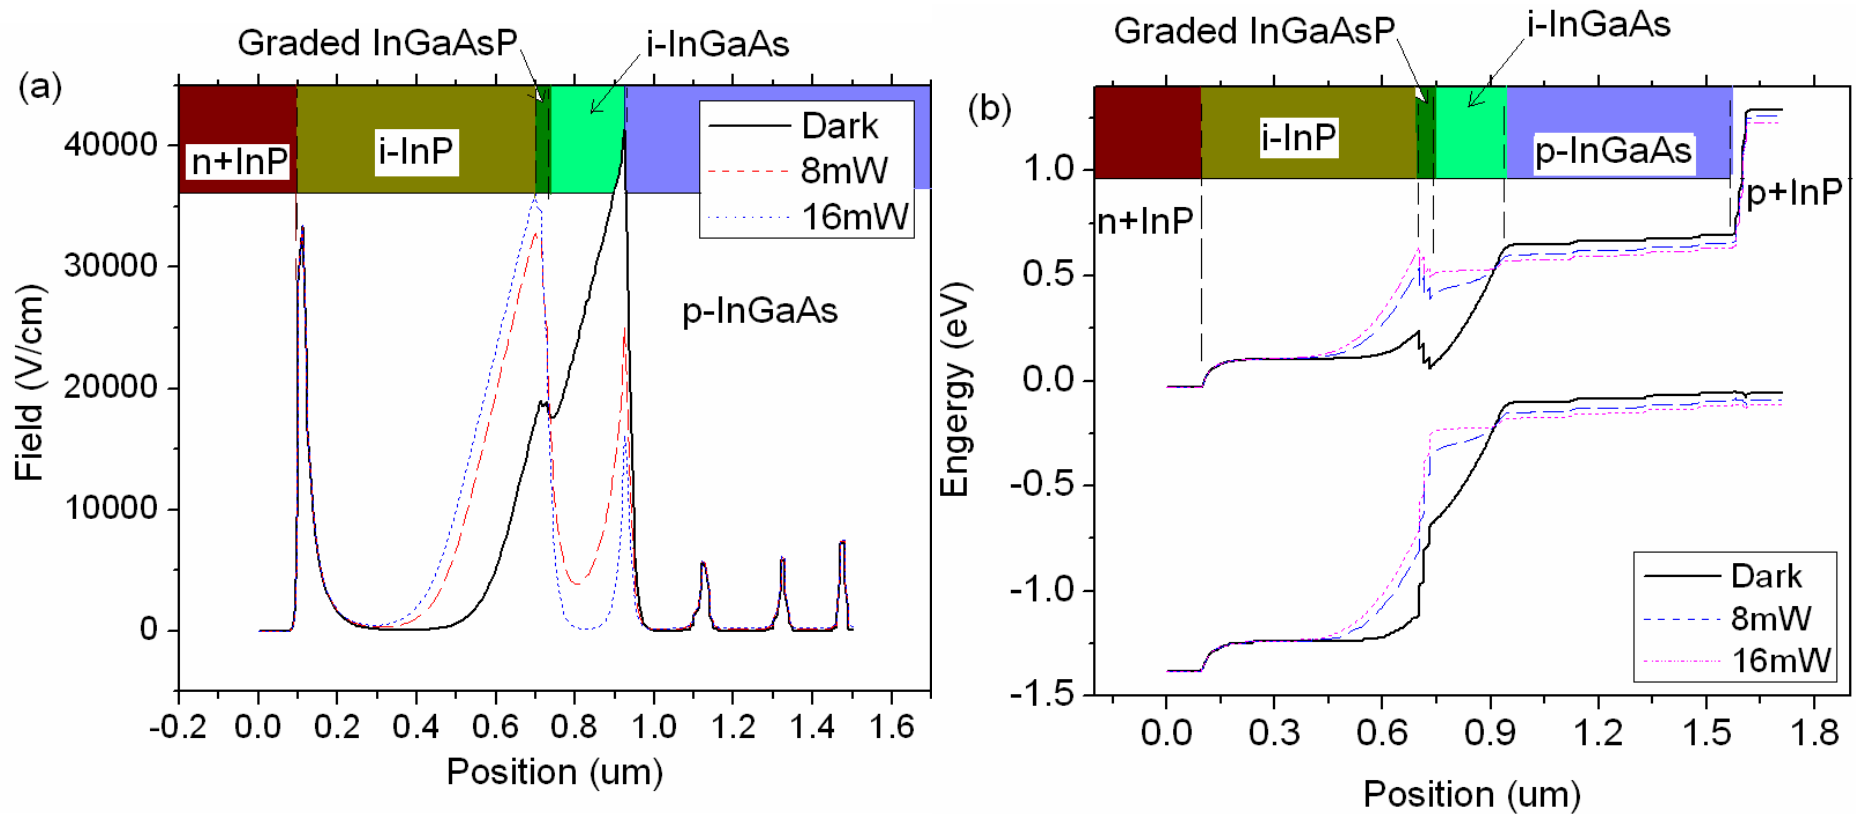 Graded InGaAsP
i-InGaAs
(a)
n+InP
i-InP
Dark
8mW
16mW
p-InGaAs
Field (V/cm)
40000
30000
20000
10000
0
-0.2 0.0 0.2 0.4 0.6 0.8 1.0 1.2 1.4 1.6
Position (um)
Graded InGaAsP
i-InGaAs
(b)
i-InP
p-InGaAs
n+InP
p+InP
Engergy (eV)
1.0
0.5
0.0
-0.5
-1.0
-1.5
Dark
8mW
16mW
0.0 0.3 0.6 0.9 1.2 1.5 1.8
Position (um)